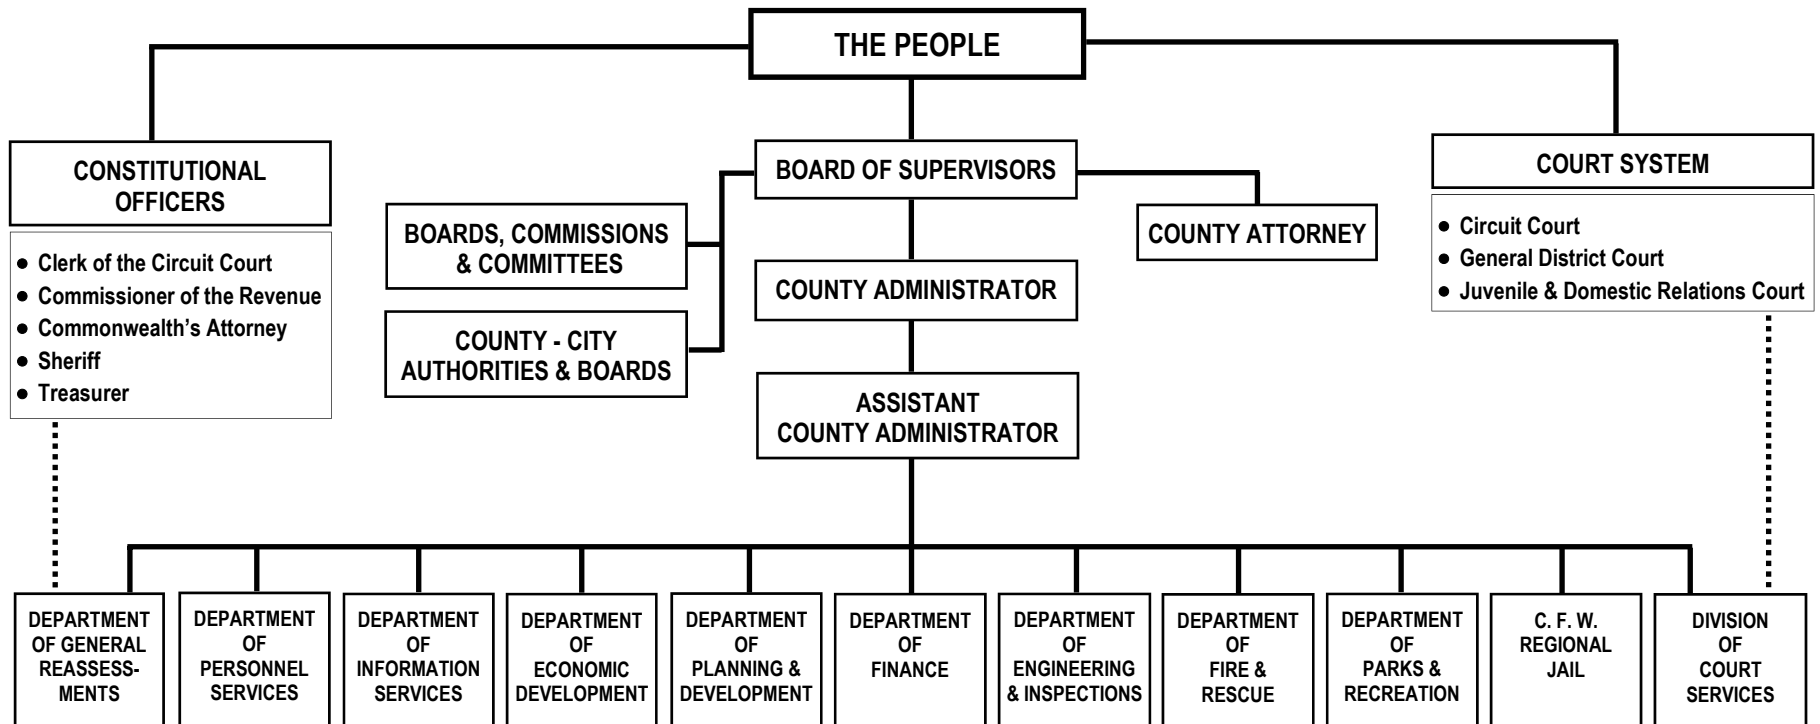 THE PEOPLE
CONSTITUTIONAL
OFFICERS
● Clerk of the Circuit Court
● Commissioner of the Revenue
● Commonwealth’s Attorney
● Sheriff
● Treasurer
BOARD OF SUPERVISORS
BOARDS, COMMISSIONS
& COMMITTEES
COUNTY - CITY
AUTHORITIES & BOARDS
COUNTY ATTORNEY
COUNTY ADMINISTRATOR
ASSISTANT
COUNTY ADMINISTRATOR
COURT SYSTEM
● Circuit Court
● General District Court
● Juvenile & Domestic Relations Court
DEPARTMENT
OF GENERAL
REASSESS-
MENTS
DEPARTMENT
OF
PERSONNEL
SERVICES
DEPARTMENT
OF
INFORMATION
SERVICES
DEPARTMENT
OF
ECONOMIC
DEVELOPMENT
DEPARTMENT
OF
PLANNING &
DEVELOPMENT
DEPARTMENT
OF
FINANCE
DEPARTMENT
OF
ENGINEERING
& INSPECTIONS
DEPARTMENT
OF
FIRE &
RESCUE
DEPARTMENT
OF
PARKS &
RECREATION
C. F. W.
REGIONAL
JAIL
DIVISION
OF
COURT
SERVICES